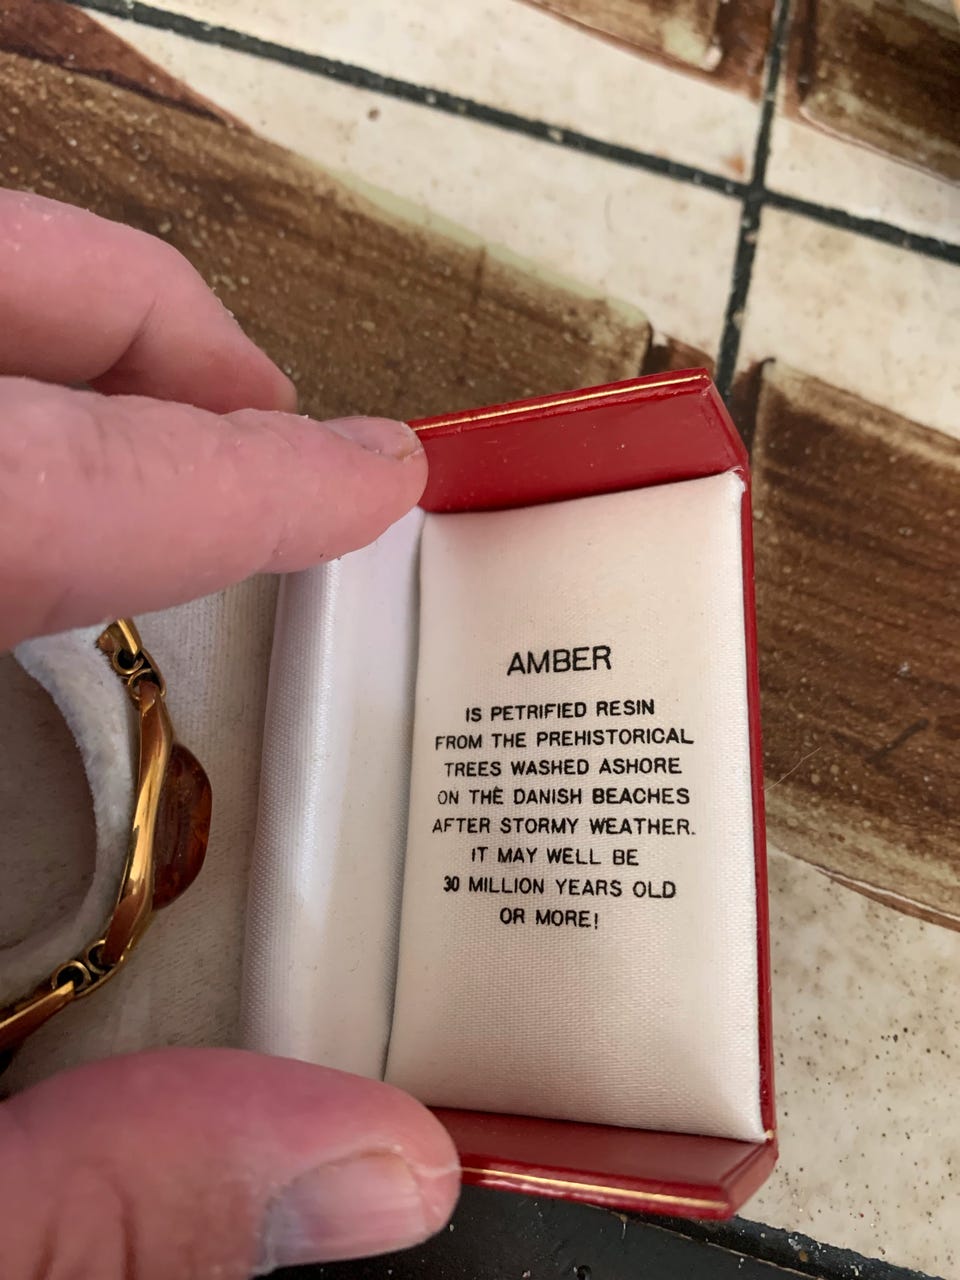 AMBER
IS PETRIFIED RESIN
FROM THE PREHISTORICAL
TREES WASHED ASHORE
ON THE DANISH BEACHES
AFTER STORMY WEATHER.
IT MAY WELL BE
30 MILLION YEARS OLD
OR MORE!